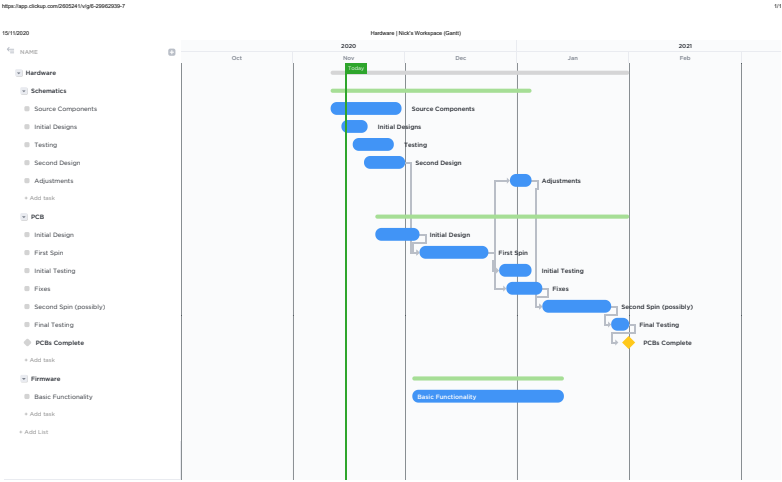 https://app.clickup.com/2605241/v/g/6-29962939-7 1/1
15/11/2020 Hardware | Nick's Workspace (Gantt)
NAME 2020 2021
Oct Nov Dec Jan Feb
Today
Hardware
Schematics
Source Components Source Components
Initial Designs Initial Designs
Testing Testing
Second Design Second Design
Adjustments Adjustments
+ Add task
PCB
Initial Design Initial Design
First Spin First Spin
Initial Testing Initial Testing
Fixes Fixes
Second Spin (possibly) Second Spin (possibly)
Final Testing Final Testing
PCBs Complete PCBs Complete
+ Add task
Firmware
Basic Functionality Basic Functionality
+ Add task
+ Add List